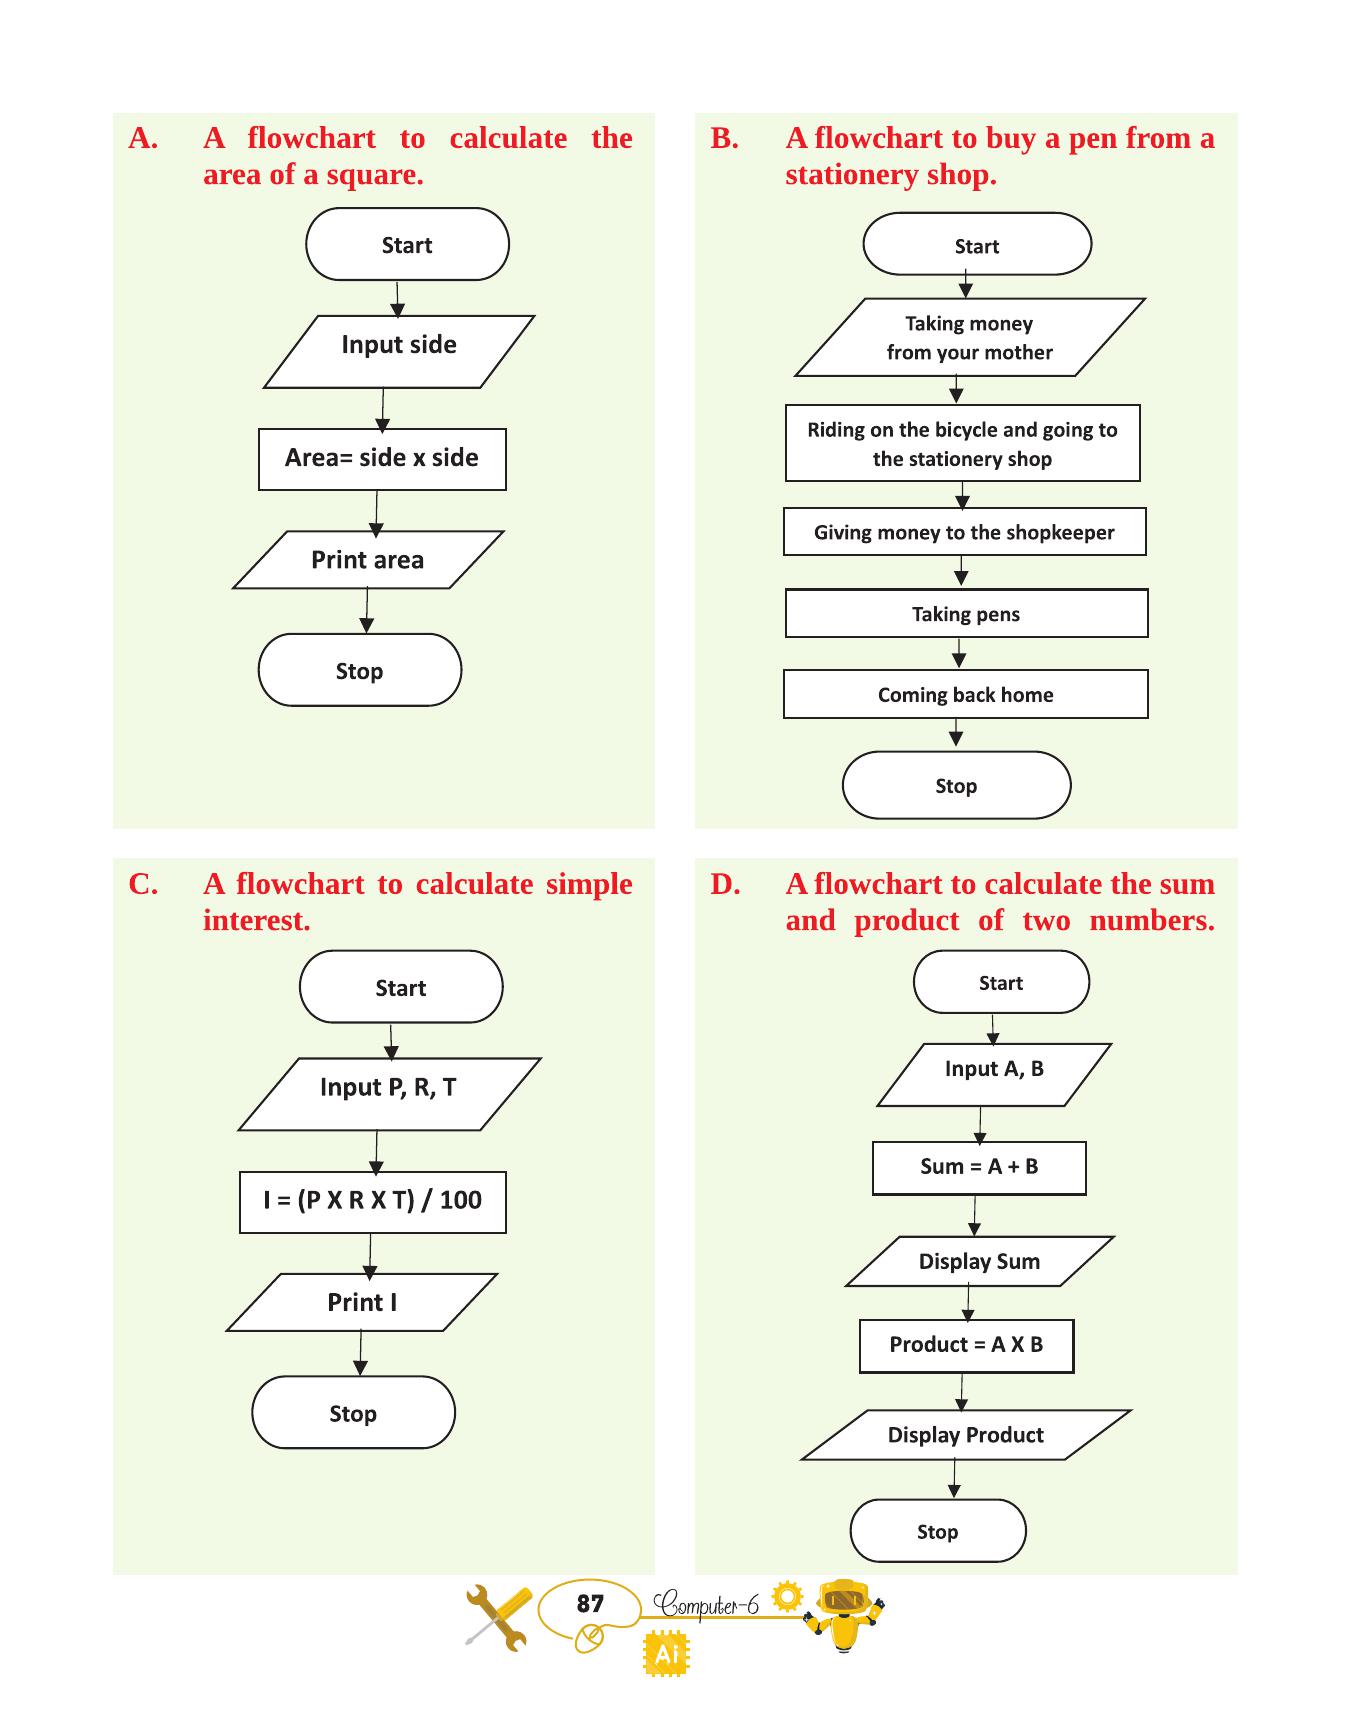 A. A flowchart to calculate the
area of a square.
Start
Input side
Area= side x side
Print area
Stop
B. A flowchart to buy a pen from a
stationery shop.
Start
Taking money
from your mother
Riding on the bicycle and going to
the stationery shop
Giving money to the shopkeeper
Taking pens
Coming back home
Stop
C. A flowchart to calculate simple
interest.
Start
Input P, R, T
I = (P X R X T) / 100
Print I
Stop
D. A flowchart to calculate the sum
and product of two numbers.
Start
Input A, B
Sum = A + B
Display Sum
Product = A X B
Display Product
Stop
87 Computer-6
Ai